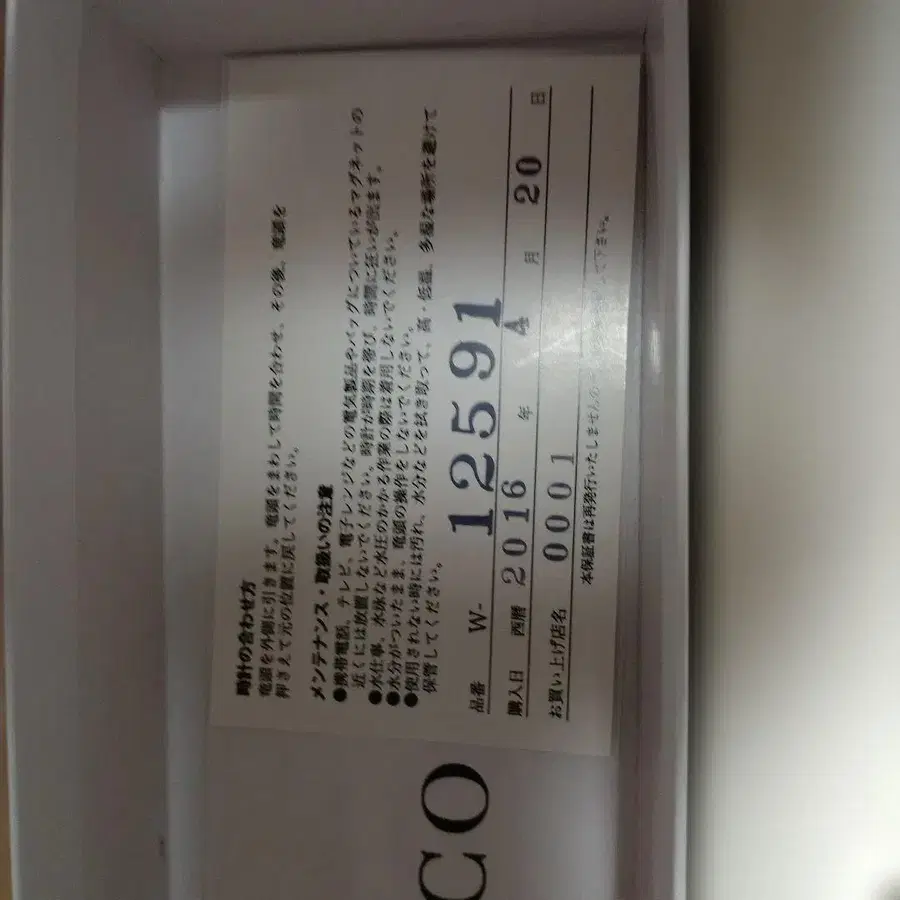 時計の合わせ方
竜頭を外側に引きます。竜頭をまわして時間を合わせ、その後、竜頭を
押さえて元の位置に戻してください。
メンテナンス・取扱いの注意
●携帯電話、テレビ、電子レンジなどの電気製品やバッグについているマグネットの
近くには放置しないでください。時計が時期を帯び、時間に狂いが出ます。
●水仕事、水泳など水圧のかかる作業の際は着用しないでください。
●水分がついたまま、竜頭の操作をしないでください。
●使用されない時には汚れ、水分などを拭き取って、高・低温、多湿な場所を避けて
保管してください。
品番 W- 12591
購入日 西暦 2016 年 4 月 20 日
お買い上げ店名 0001
本保証書は再発行いたしませんの して下さい。
CO